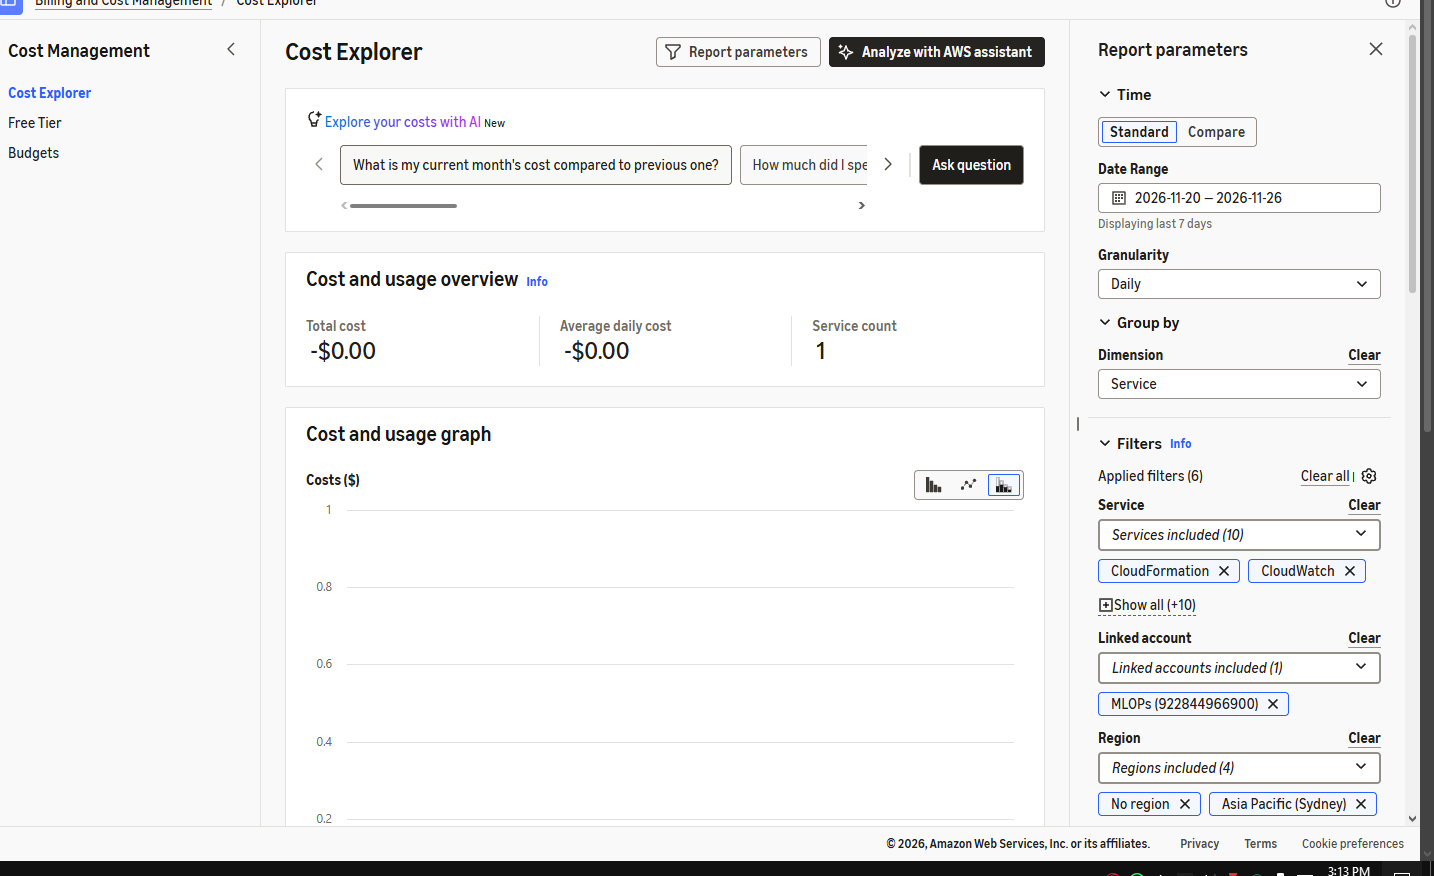 Billing and Cost Management / Cost Explorer
Cost Management
Cost Explorer
Free Tier
Budgets
Cost Explorer
Report parameters
Analyze with AWS assistant
Explore your costs with AI New
What is my current month's cost compared to previous one?
How much did I spe
Ask question
Cost and usage overview Info
Total cost
-$0.00
Average daily cost
-$0.00
Service count
1
Cost and usage graph
Costs ($)
1
0.8
0.6
0.4
0.2
Report parameters
Time
Standard
Compare
Date Range
2026-11-20 — 2026-11-26
Displaying last 7 days
Granularity
Daily
Group by
Dimension Clear
Service
Filters Info
Applied filters (6) Clear all
Service Clear
Services included (10)
CloudFormation
CloudWatch
Show all (+10)
Linked account Clear
Linked accounts included (1)
MLOPs (922844966900)
Region Clear
Regions included (4)
No region
Asia Pacific (Sydney)
© 2026, Amazon Web Services, Inc. or its affiliates.
Privacy
Terms
Cookie preferences
3:13 PM